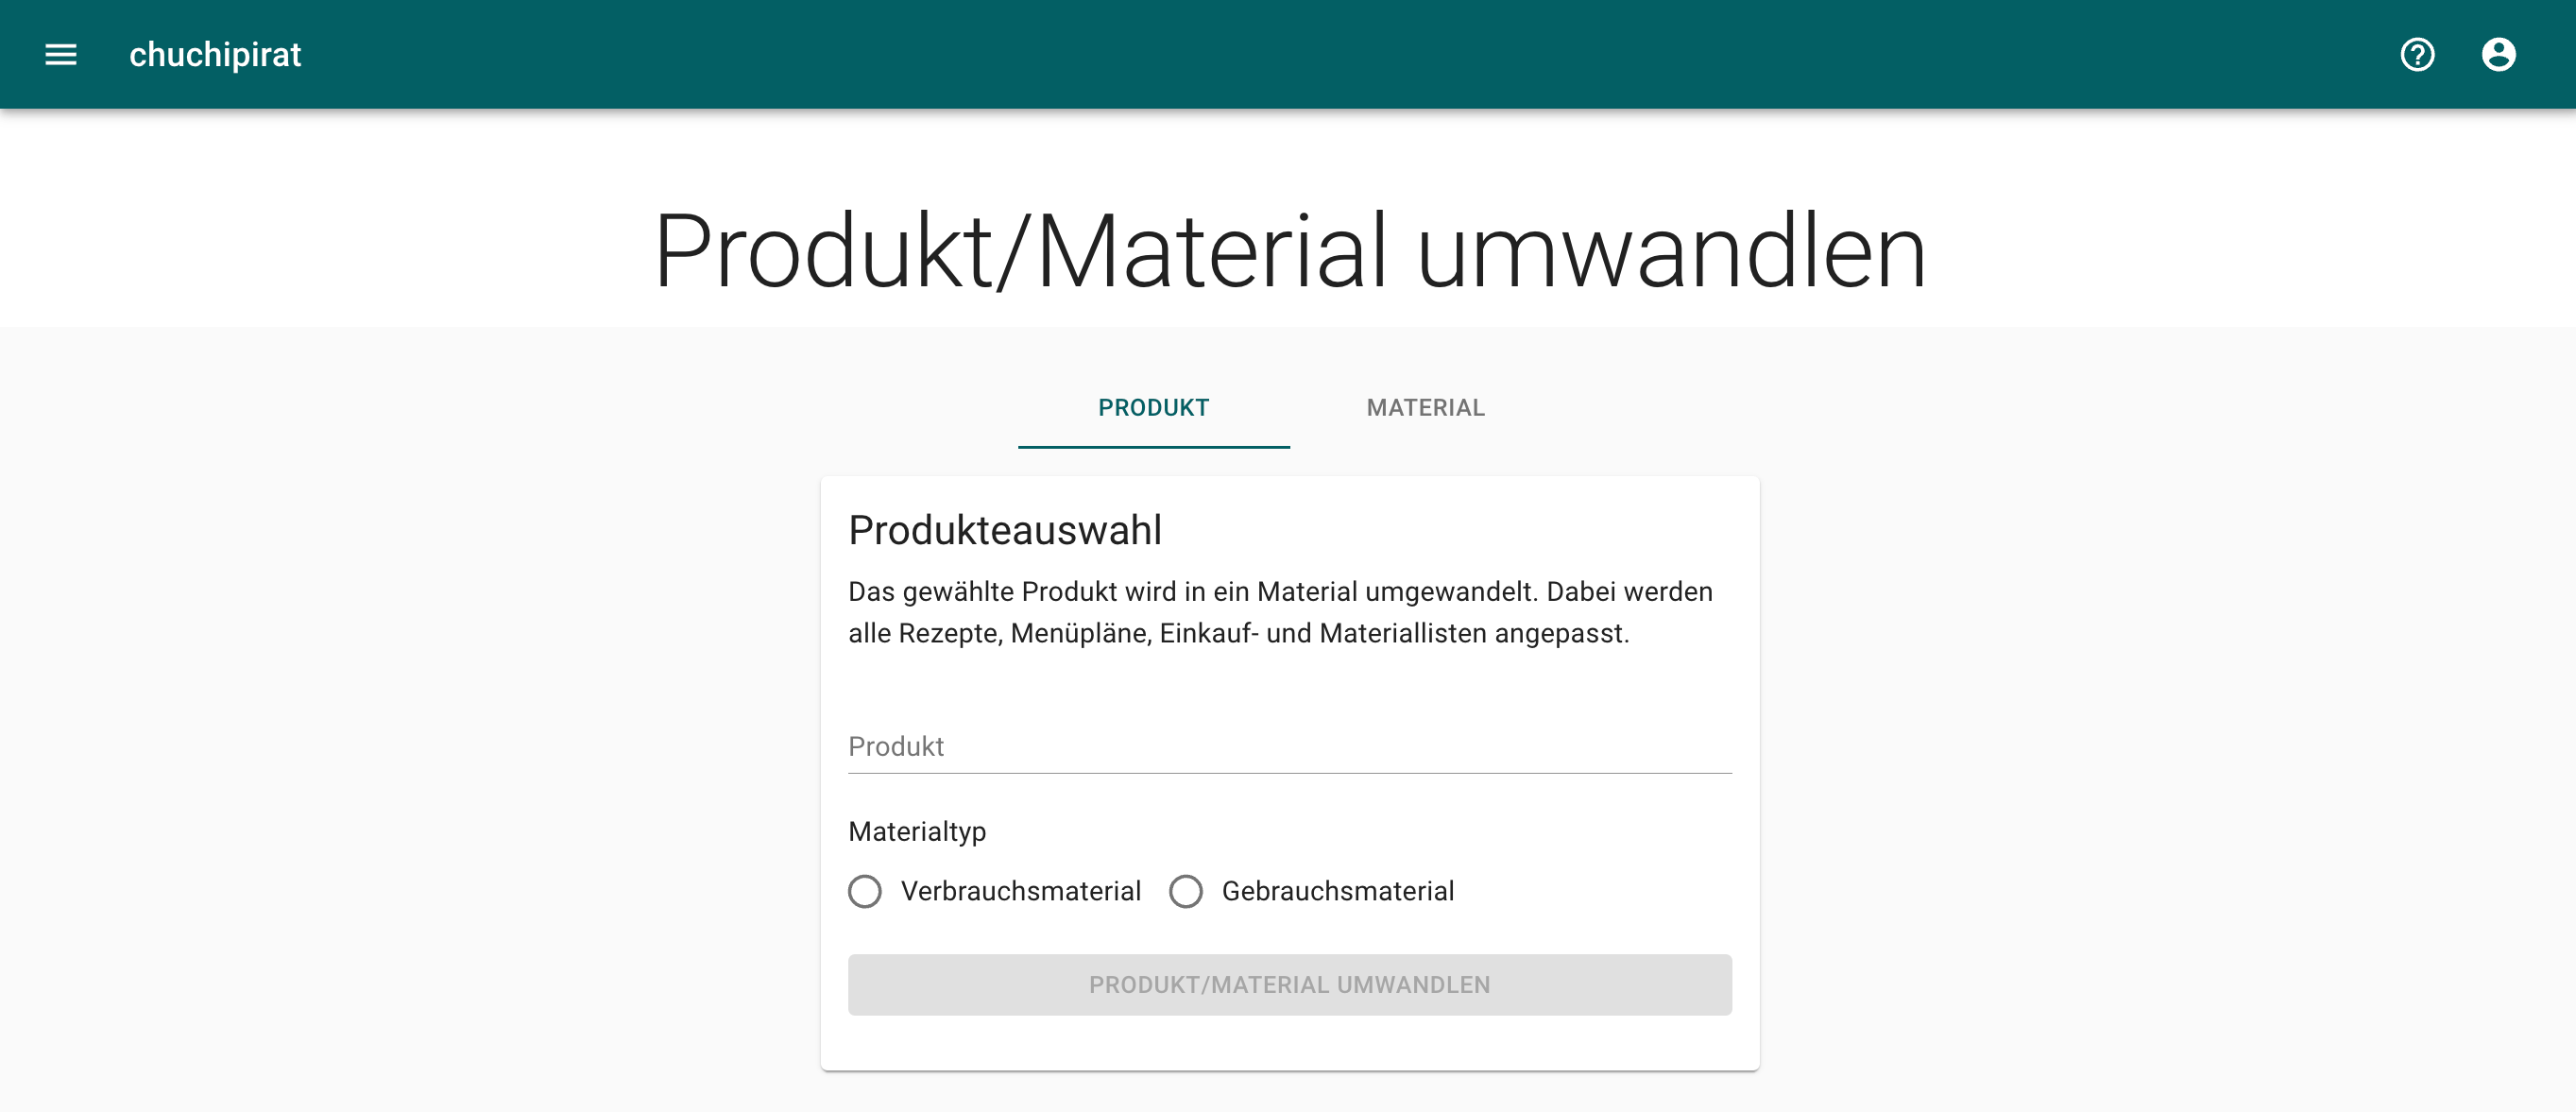 chuchipirat
Produkt/Material umwandlen
PRODUKT
MATERIAL
Produkteauswahl
Das gewählte Produkt wird in ein Material umgewandelt. Dabei werden
alle Rezepte, Menüpläne, Einkauf- und Materiallisten angepasst.
Produkt
Materialtyp
Verbrauchsmaterial
Gebrauchsmaterial
PRODUKT/MATERIAL UMWANDLEN